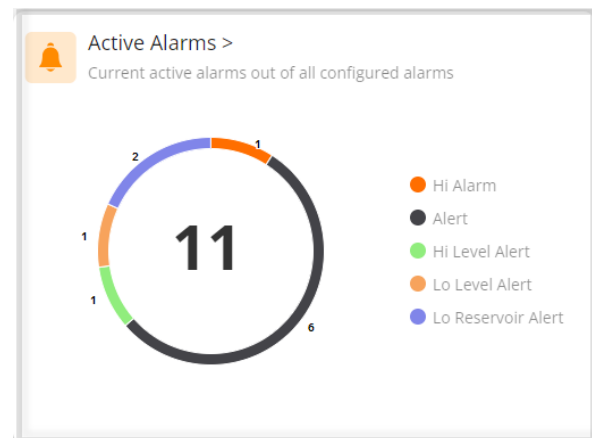 Active Alarms >
Current active alarms out of all configured alarms
1
2
1
1
6
11
Hi Alarm
Alert
Hi Level Alert
Lo Level Alert
Lo Reservoir Alert